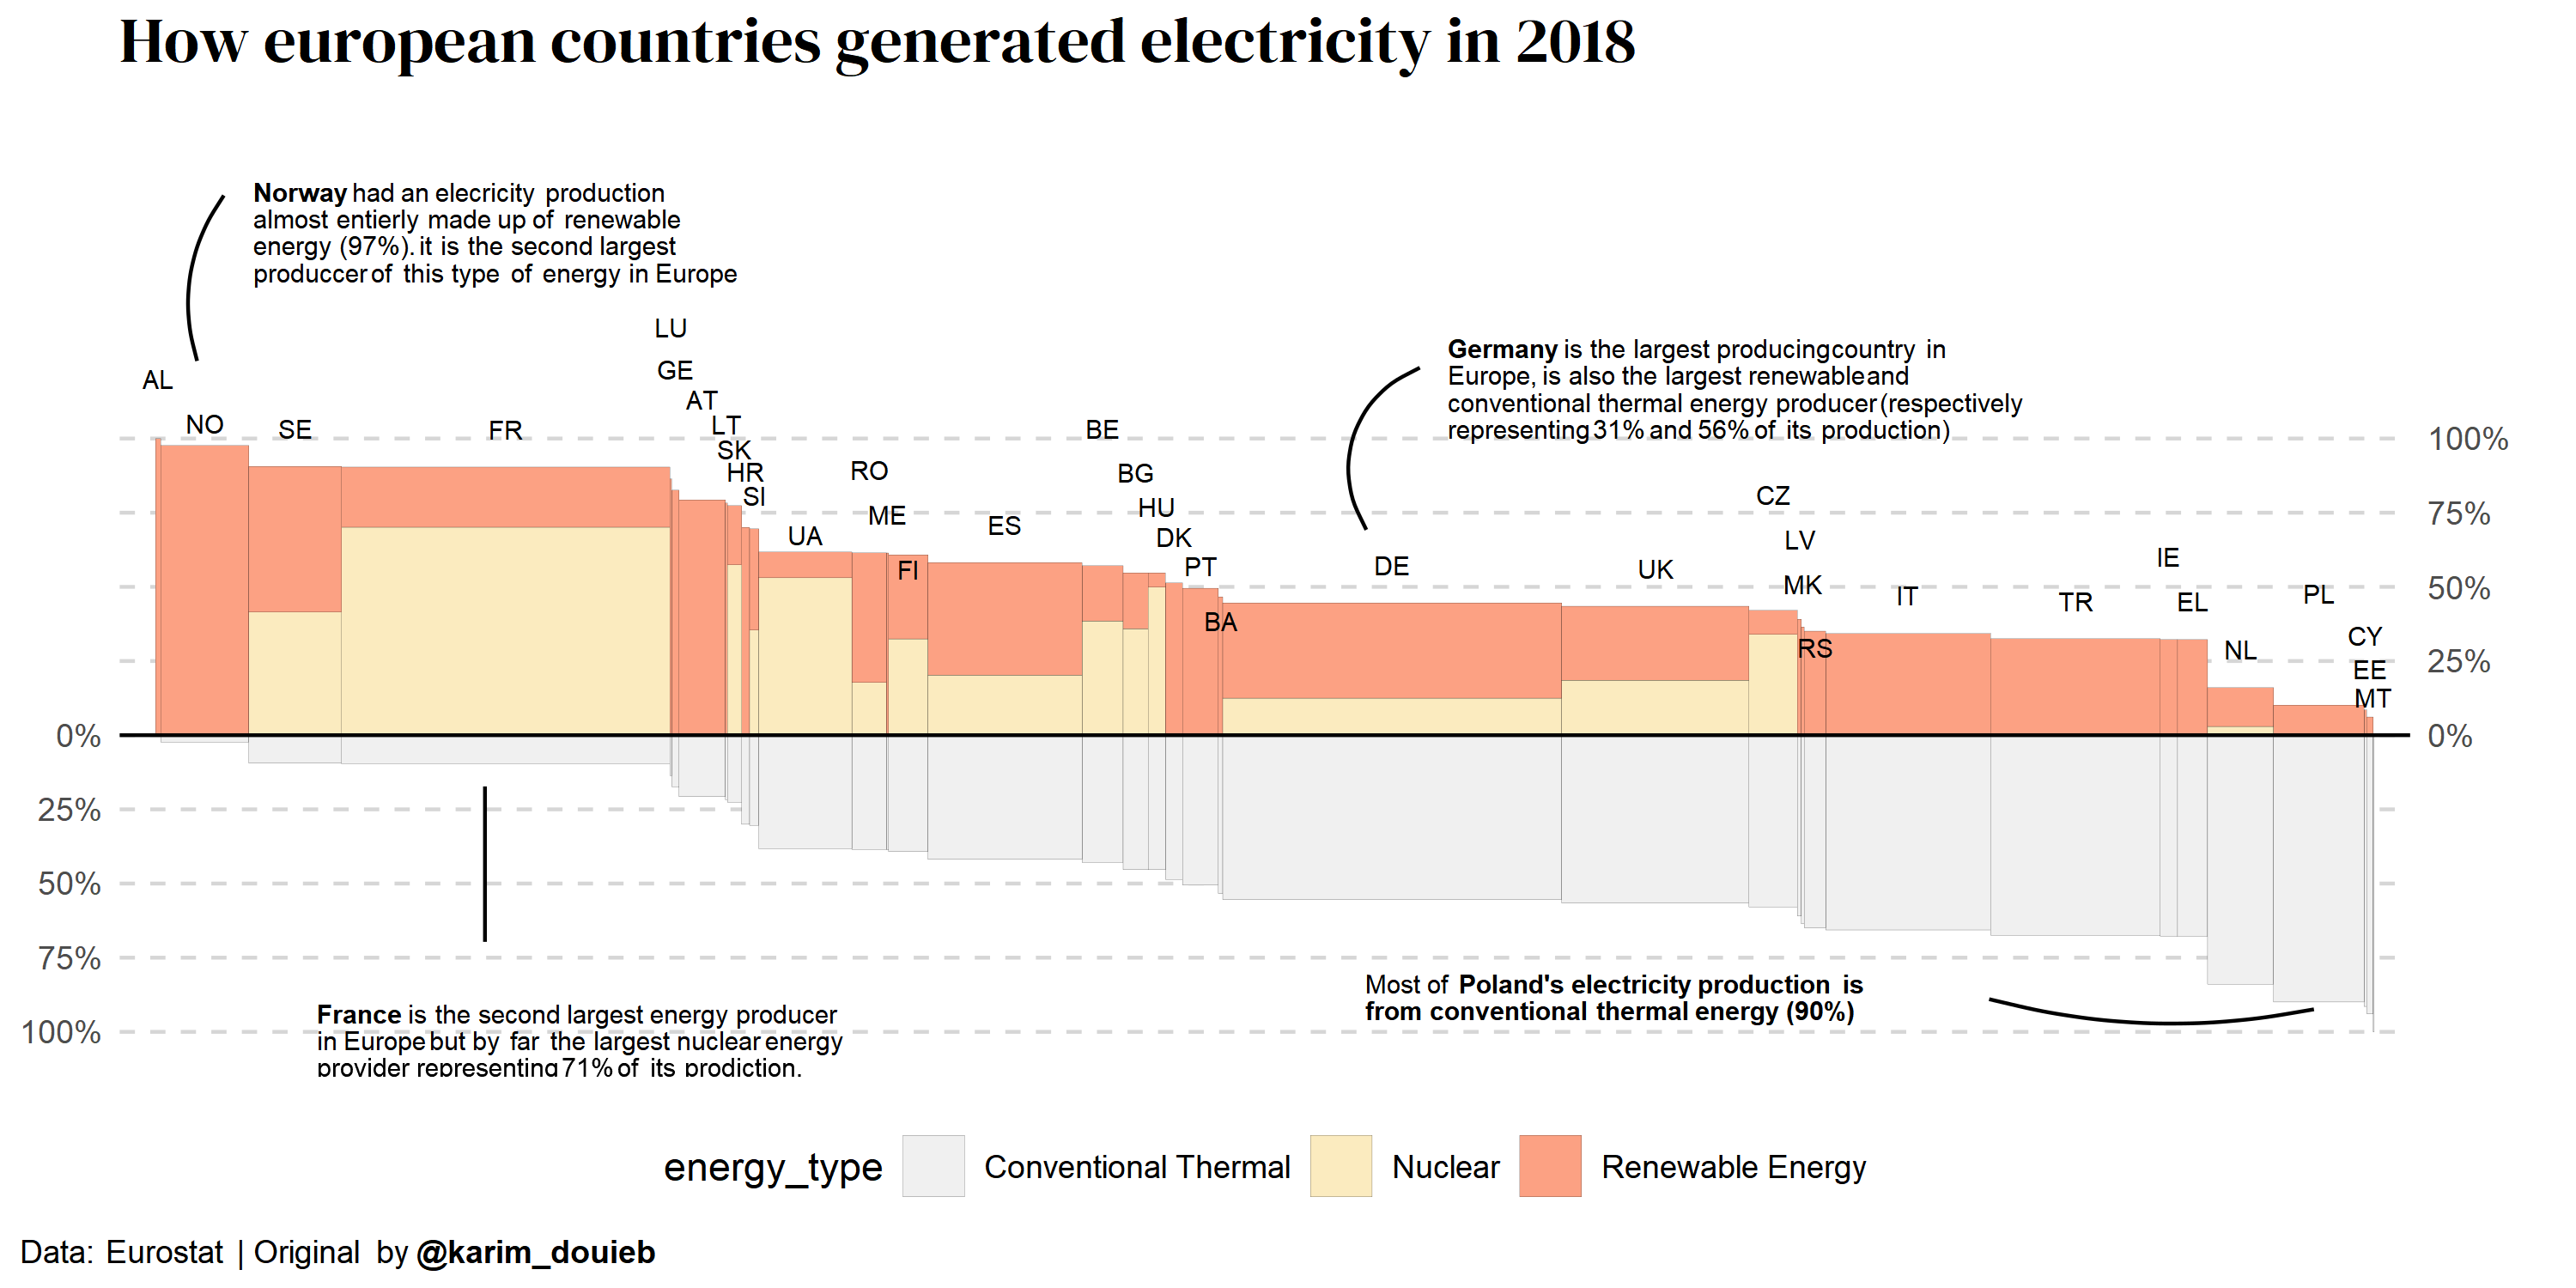 How european countries generated electricity in 2018
Norway had an elecricity production
almost entierly made up of renewable
energy (97%). it is the second largest
produccer of this type of energy in Europe
LU
GE
AT
LT
SK
HR
SI
AL
NO
SE
FR
UA
RO
ME
FI
ES
BE
BG
HU
DK
PT
BA
Germany is the largest producingcountry in
Europe, is also the largest renewableand
conventional thermal energy producer (respectively
representing 31% and 56% of its production)
DE
UK
CZ
LV
MK
RS
IT
TR
IE
EL
NL
PL
CY
EE
MT
100%
75%
50%
25%
0%
0%
25%
50%
75%
100%
France is the second largest energy producer
in Europe but by far the largest nuclear energy
provider representing 71% of its prodiction.
Most of Poland's electricity production is
from conventional thermal energy (90%)
energy_type Conventional Thermal Nuclear Renewable Energy
Data: Eurostat | Original by @karim_douieb